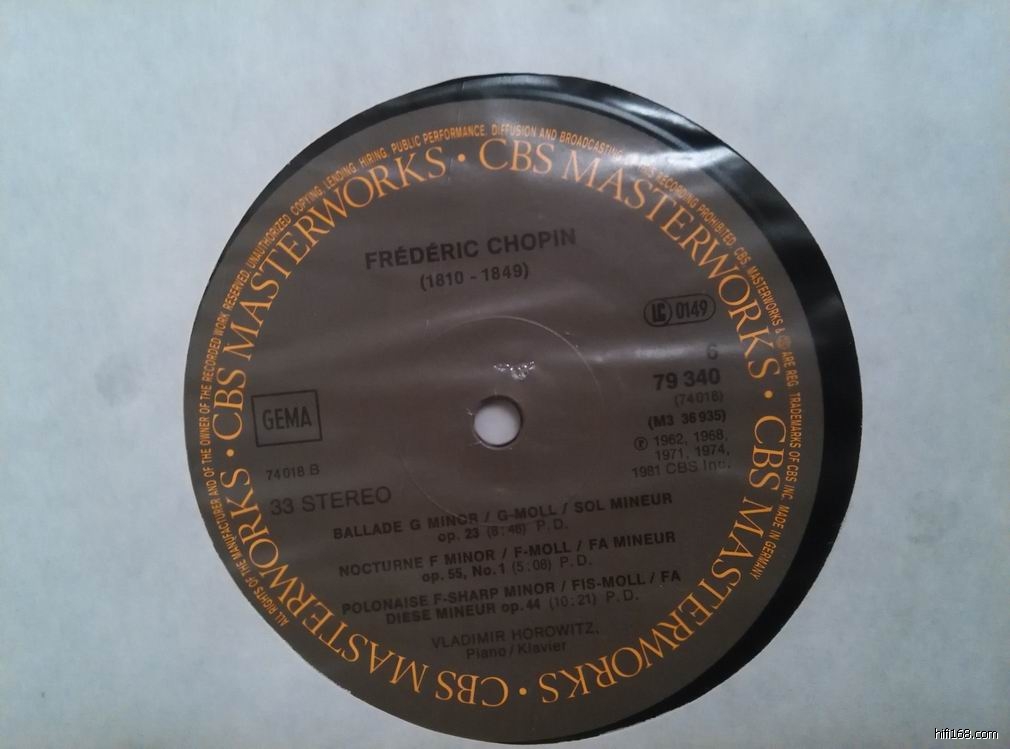 ALL RIGHTS OF THE MANUFACTURER AND OF THE OWNER OF THE RECORDED WORK RESERVED. UNAUTHORIZED COPYING, LENDING, HIRING, PUBLIC PERFORMANCE, DIFFUSION AND BROADCASTING OF THIS RECORDING PROHIBITED. CBS, MASTERWORKS & ARE REG. TRADEMARKS OF CBS INC. MADE IN GERMANY
CBS MASTERWORKS · CBS MASTERWORKS · CBS MASTERWORKS · CBS MASTERWORKS · CBS MASTERWORKS ·
FRÉDÉRIC CHOPIN
(1810 - 1849)
LC 0149
6
79 340
(74018)
(M3 36 935)
℗ 1962, 1968,
1971, 1974,
1981 CBS Inc.
GEMA
74018 B
33 STEREO
BALLADE G MINOR / G-MOLL / SOL MINEUR
op. 23 (8:46) P.D.
NOCTURNE F MINOR / F-MOLL / FA MINEUR
op. 55, No. 1 (5:08) P.D.
POLONAISE F-SHARP MINOR / FIS-MOLL / FA
DIESE MINEUR op. 44 (10:21) P.D.
VLADIMIR HOROWITZ,
Piano / Klavier
hifi168.com